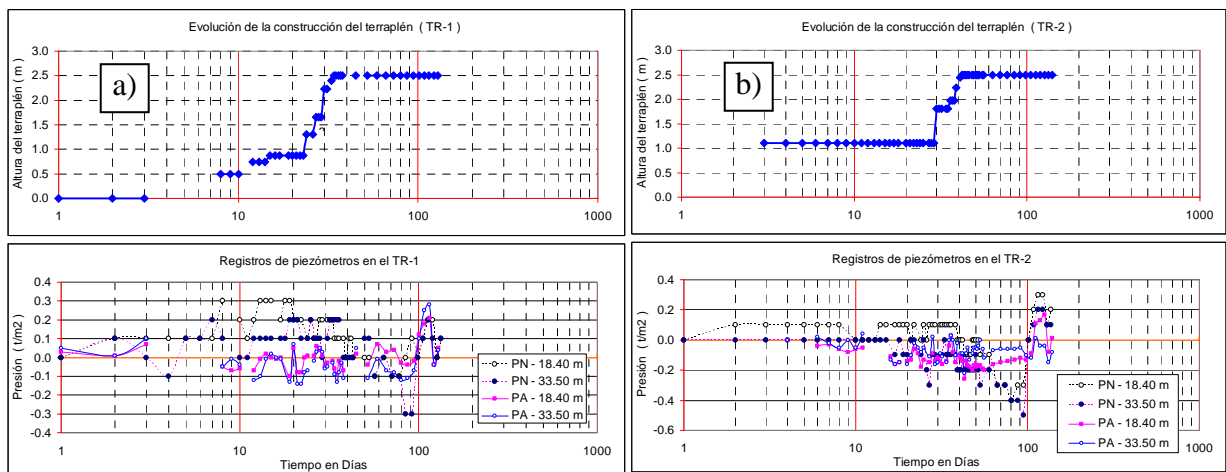 Evolución de la construcción del terraplén ( TR-1 )
Altura del terraplén ( m )
3.0
2.5
2.0
1.5
1.0
0.5
0.0
a)
1 10 100 1000
Evolución de la construcción del terraplén ( TR-2 )
Altura del terraplén ( m )
3.0
2.5
2.0
1.5
1.0
0.5
0.0
b)
1 10 100 1000
Registros de piezómetros en el TR-1
Presión ( t/m2 )
0.4
0.3
0.2
0.1
0.0
-0.1
-0.2
-0.3
-0.4
PN - 18.40 m
PN - 33.50 m
PA - 18.40 m
PA - 33.50 m
1 10 100 1000
Tiempo en Días
Registros de piezómetros en el TR-2
Presión ( t/m2 )
0.4
0.2
0.0
-0.2
-0.4
-0.6
PN - 18.40 m
PN - 33.50 m
PA - 18.40 m
PA - 33.50 m
1 10 100 1000
Tiempo en Días